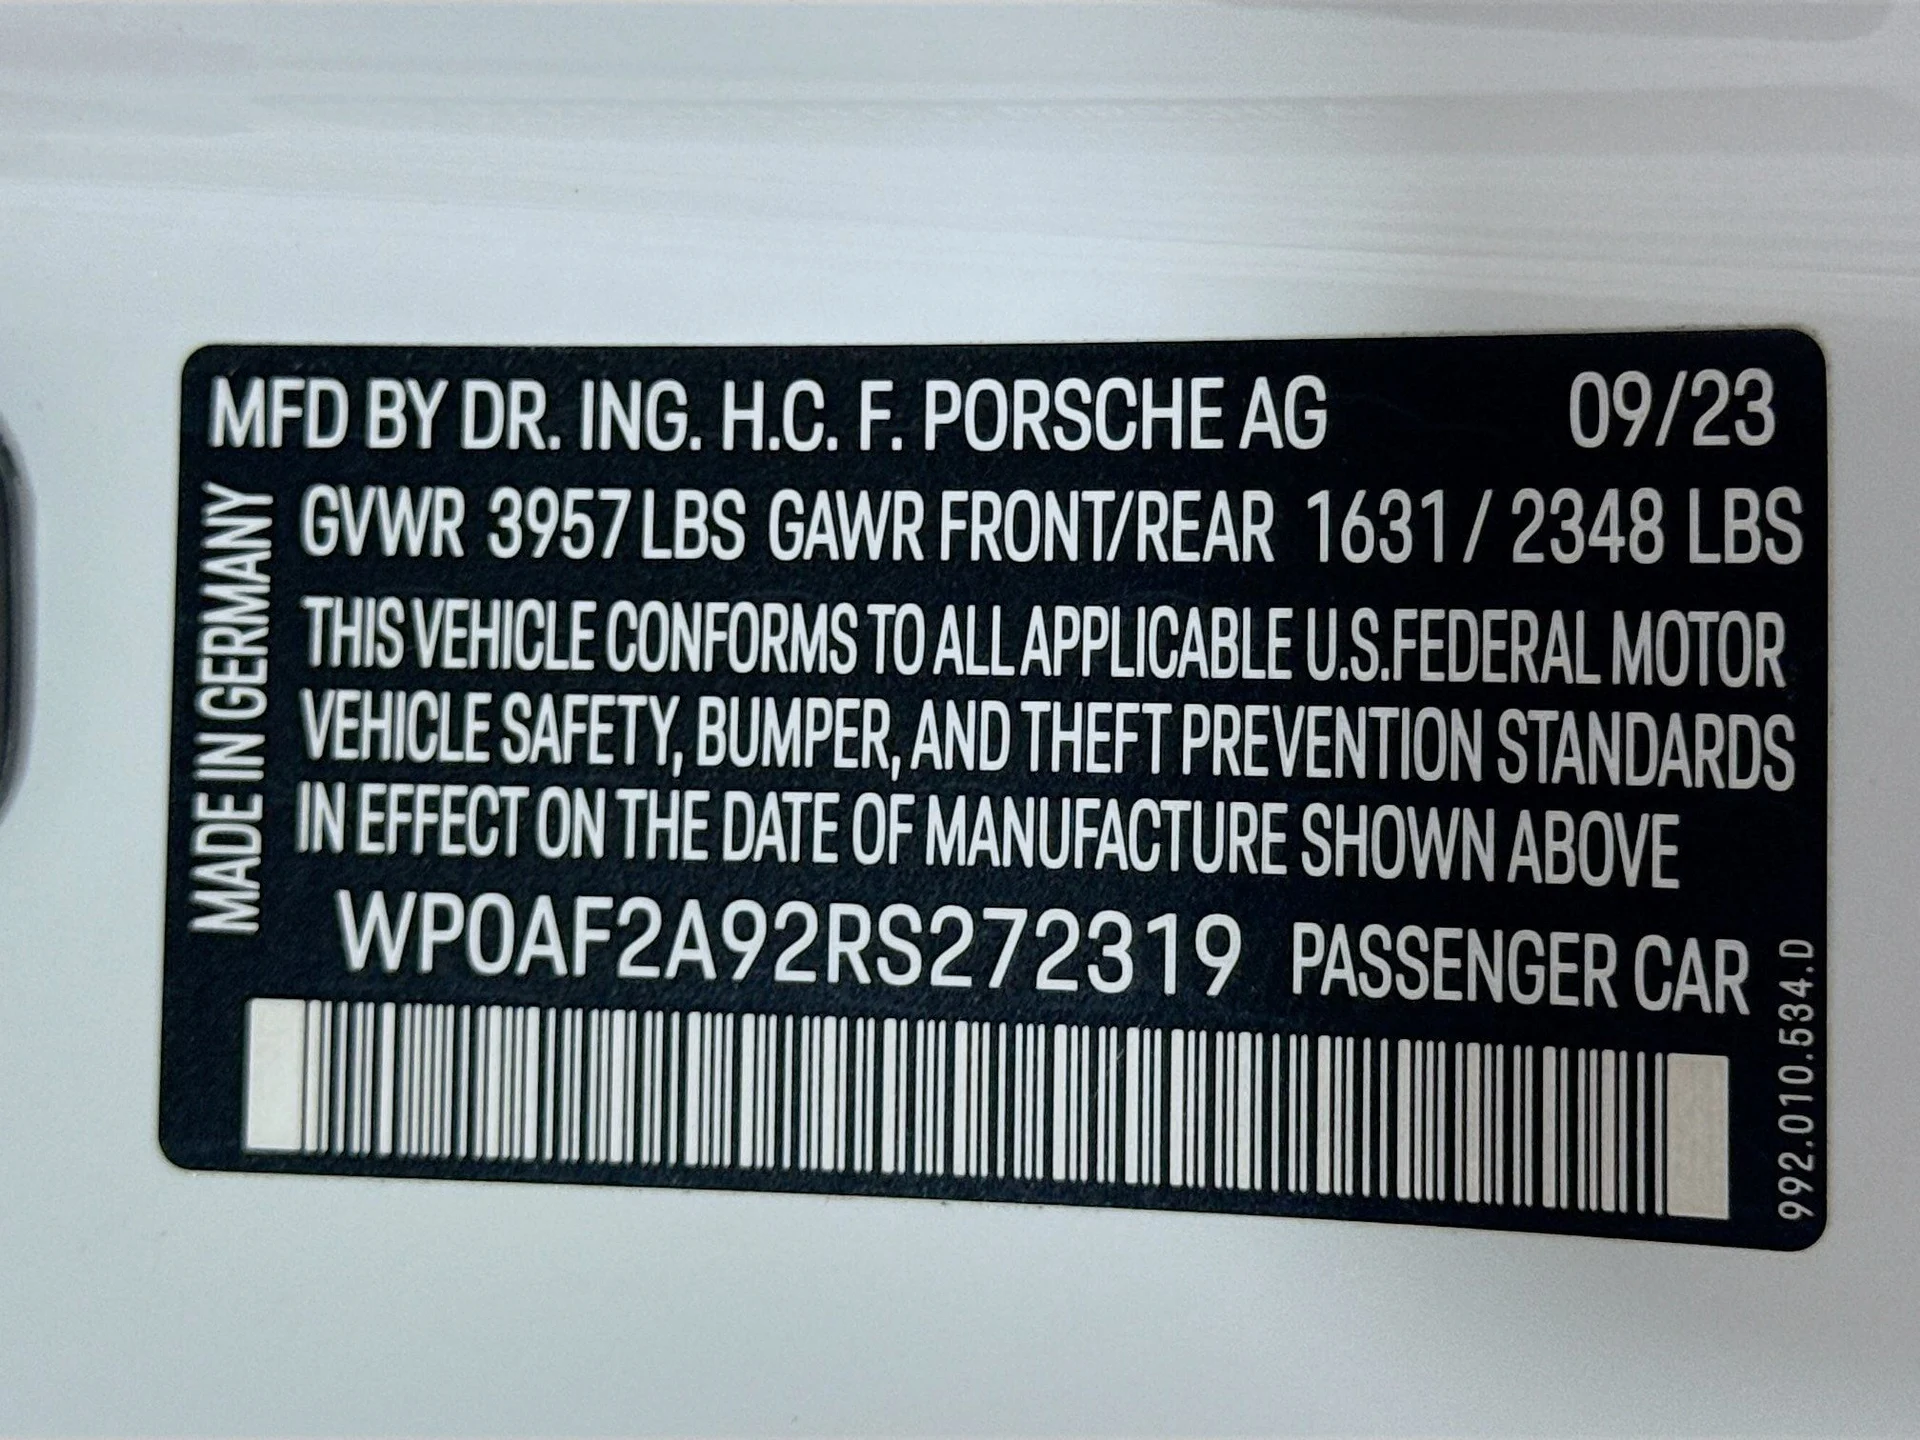 MFD BY DR. ING. H.C. F. PORSCHE AG 09/23
GVWR 3957 LBS GAWR FRONT/REAR 1631 / 2348 LBS
THIS VEHICLE CONFORMS TO ALL APPLICABLE U.S.FEDERAL MOTOR
VEHICLE SAFETY, BUMPER, AND THEFT PREVENTION STANDARDS
IN EFFECT ON THE DATE OF MANUFACTURE SHOWN ABOVE
WP0AF2A92RS272319 PASSENGER CAR
MADE IN GERMANY
992.010.534.D